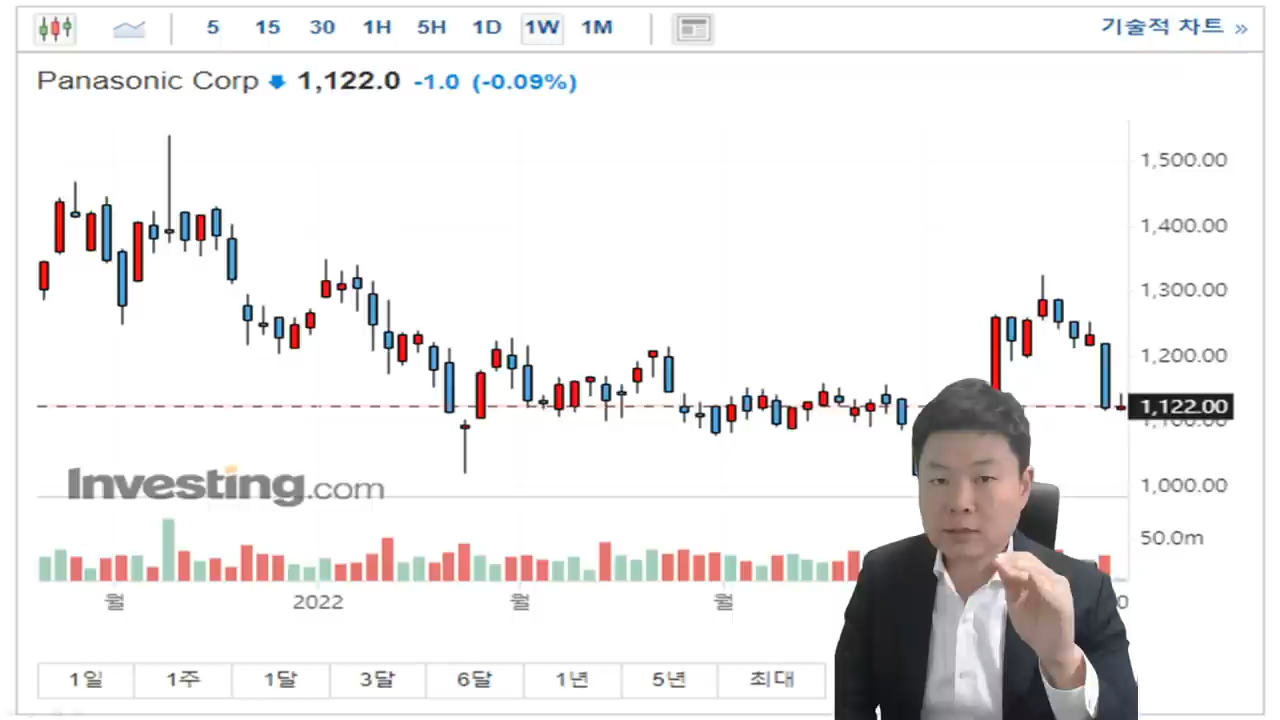 5 15 30 1H 5H 1D 1W 1M 기술적 차트 »
Panasonic Corp 1,122.0 -1.0 (-0.09%)
1,500.00
1,400.00
1,300.00
1,200.00
1,122.00
1,100.00
Investing.com
1,000.00
50.0m
2022
1일 1주 1달 3달 6달 1년 5년 최대